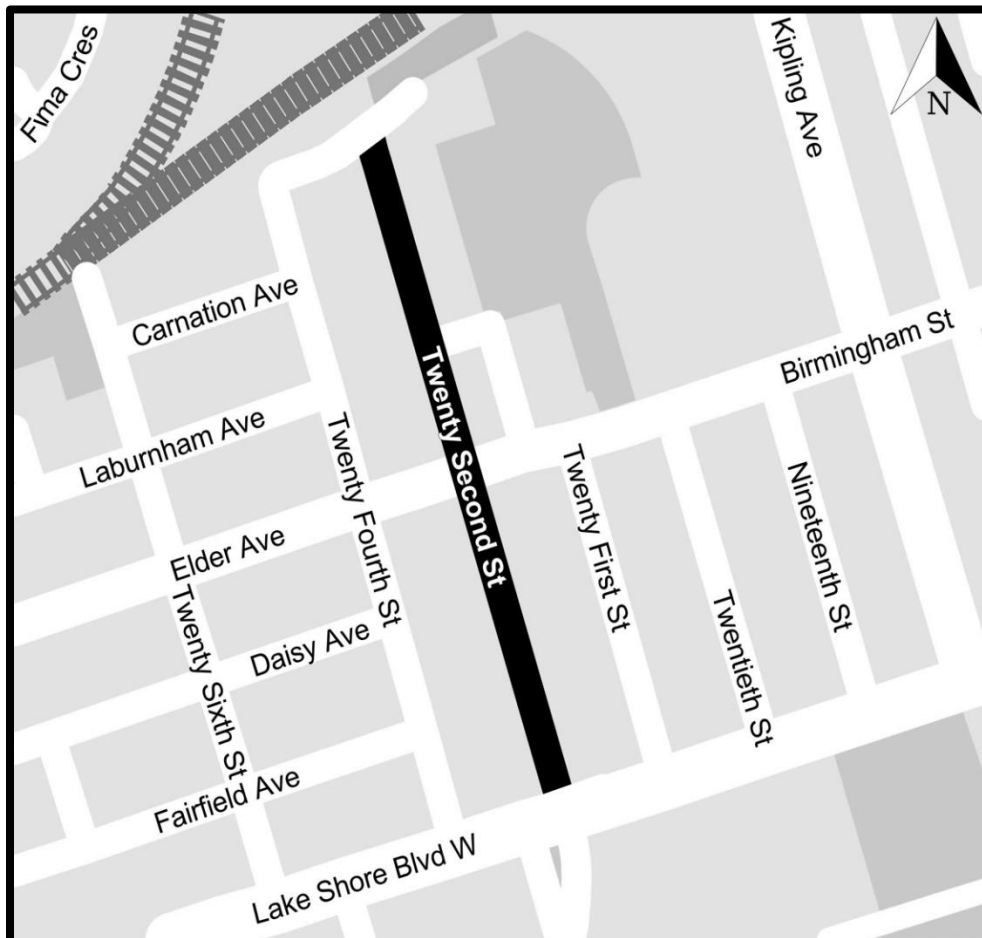 Fima Cres
Kipling Ave
N
Carnation Ave
Birmingham St
Laburnham Ave
Twenty Second St
Twenty Fourth St
Twenty First St
Nineteenth St
Elder Ave
Twentieth St
Twenty Sixth St
Daisy Ave
Fairfield Ave
Lake Shore Blvd W